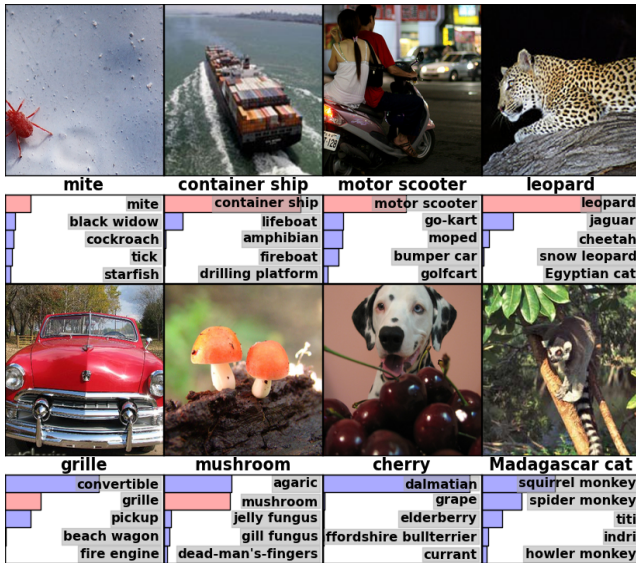 mite
container ship
motor scooter
leopard
mite
black widow
cockroach
tick
starfish
container ship
lifeboat
amphibian
fireboat
drilling platform
motor scooter
go-kart
moped
bumper car
golfcart
leopard
jaguar
cheetah
snow leopard
Egyptian cat
grille
mushroom
cherry
Madagascar cat
convertible
grille
pickup
beach wagon
fire engine
agaric
mushroom
jelly fungus
gill fungus
dead-man's-fingers
dalmatian
grape
elderberry
ffordshire bullterrier
currant
squirrel monkey
spider monkey
titi
indri
howler monkey